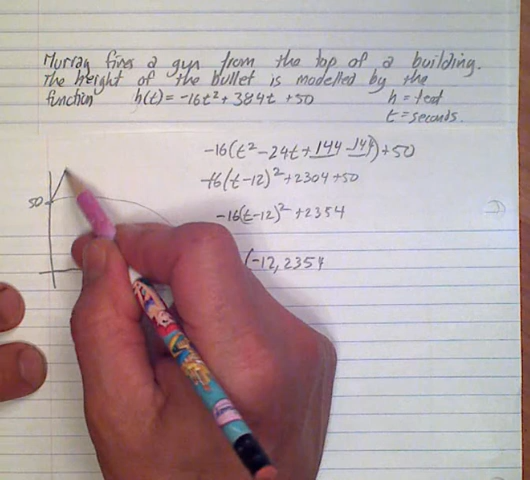 Murray fires a gun from the top of a building.
The height of the bullet is modelled by the
function h(t) = -16t² + 384t + 50 h = feet
t = seconds.
-16(t² - 24t + 144 - 144) + 50
-16(t-12)² + 2304 + 50
50
-16(t-12)² + 2354
(-12, 2354